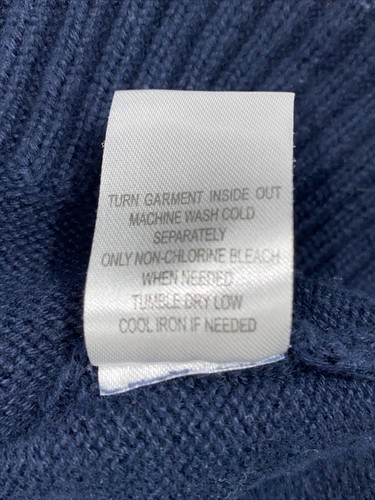 TURN GARMENT INSIDE OUT
MACHINE WASH COLD
SEPARATELY
ONLY NON-CHLORINE BLEACH
WHEN NEEDED
TUMBLE DRY LOW
COOL IRON IF NEEDED